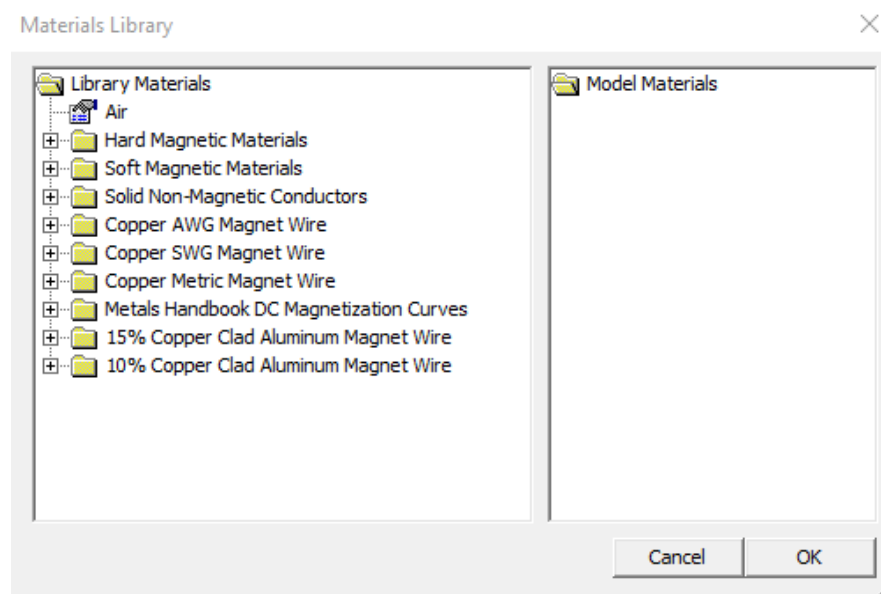 Materials Library
Library Materials
Air
Hard Magnetic Materials
Soft Magnetic Materials
Solid Non-Magnetic Conductors
Copper AWG Magnet Wire
Copper SWG Magnet Wire
Copper Metric Magnet Wire
Metals Handbook DC Magnetization Curves
15% Copper Clad Aluminum Magnet Wire
10% Copper Clad Aluminum Magnet Wire
Model Materials
Cancel
OK